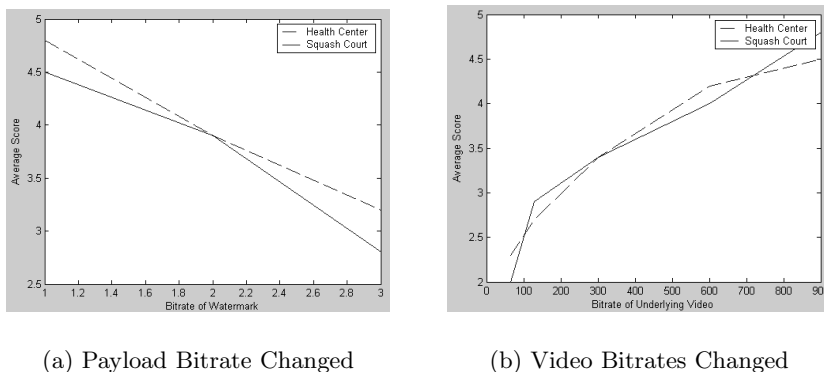 5
4.5
4
3.5
3
2.5
Average Score
1 1.2 1.4 1.6 1.8 2 2.2 2.4 2.6 2.8 3
Bitrate of Watermark
Health Center
Squash Court
(a) Payload Bitrate Changed
5
4.5
4
3.5
3
2.5
2
Average Score
0 100 200 300 400 500 600 700 800 900
Bitrate of Underlying Video
Health Center
Squash Court
(b) Video Bitrates Changed